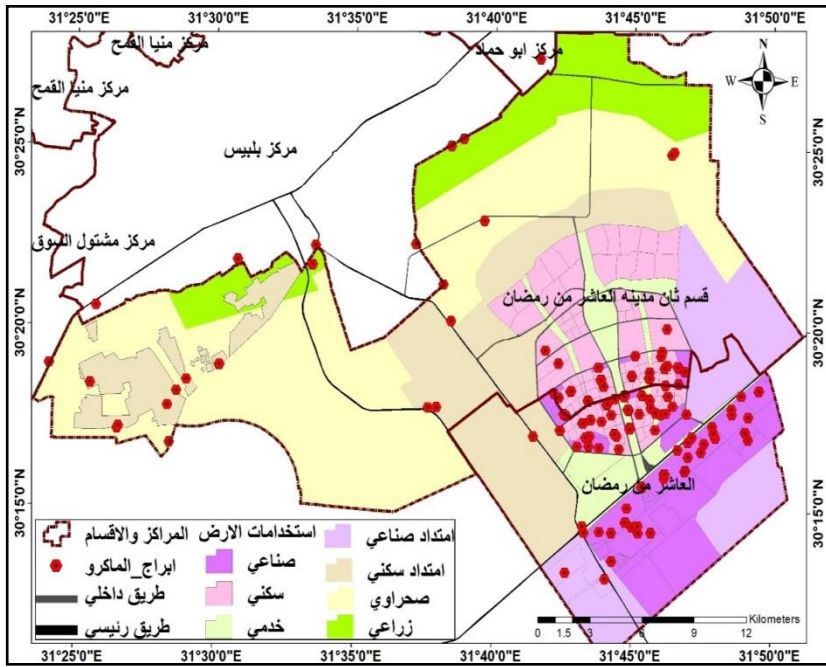 31°25'0"E 31°30'0"E 31°35'0"E 31°40'0"E 31°45'0"E 31°50'0"E
مركز منيا القمح
مركز ابو حماد
مركز منيا القمح
N
W E
S
30°25'0"N 30°25'0"N
مركز بلبيس
مركز مشتول السوق
قسم ثان مدينه العاشر من رمضان
30°20'0"N 30°20'0"N
العاشر من رمضان
30°15'0"N 30°15'0"N
المراكز والاقسام
ابراج_الماكرو
طريق داخلي
طريق رئيسي
استخدامات الارض
صناعي
سكني
خدمي
امتداد صناعي
امتداد سكني
صحراوي
زراعي
Kilometers
0 1.5 3 6 9 12
31°25'0"E 31°30'0"E 31°35'0"E 31°40'0"E 31°45'0"E 31°50'0"E